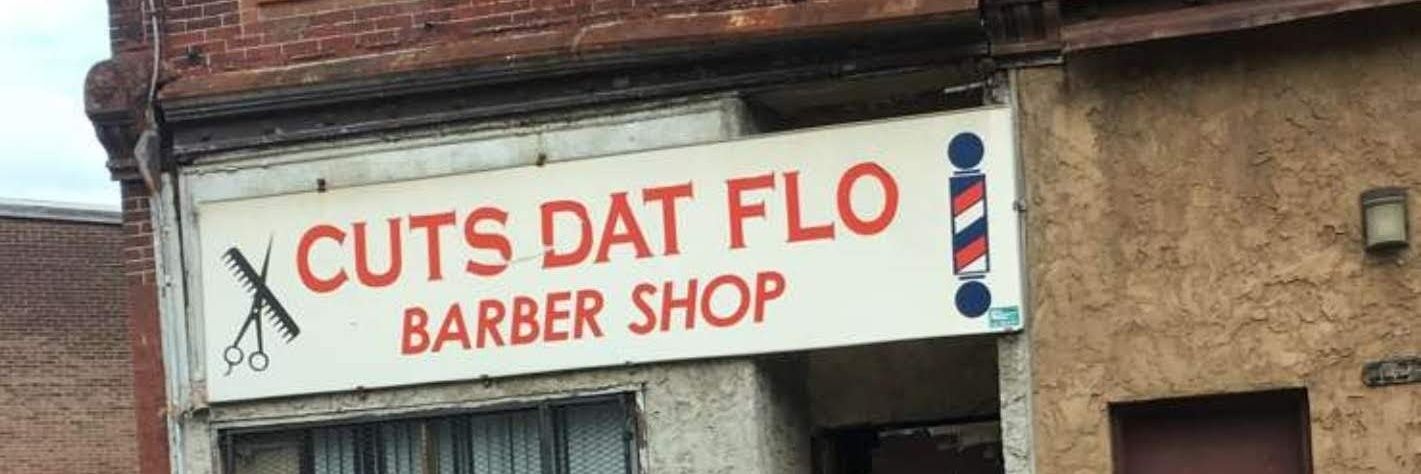 CUTS DAT FLO
BARBER SHOP